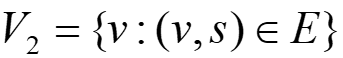 V₂ = {v : (v, s) ∈ E}